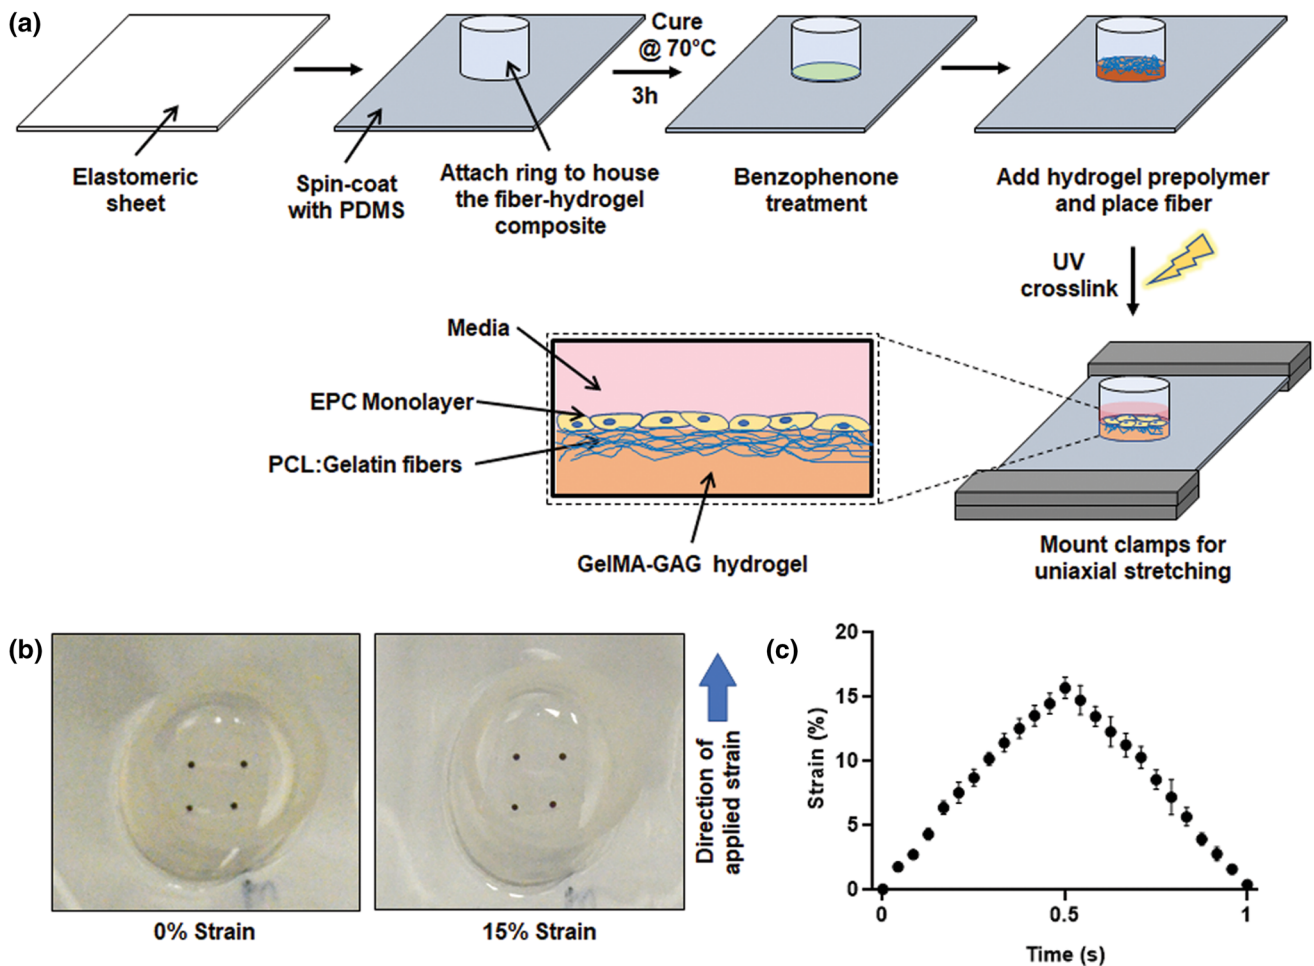 (a)
Elastomeric
sheet
Spin-coat
with PDMS
Attach ring to house
the fiber-hydrogel
composite
Cure
@ 70°C
3h
Benzophenone
treatment
Add hydrogel prepolymer
and place fiber
UV
crosslink
Media
EPC Monolayer
PCL:Gelatin fibers
GelMA-GAG hydrogel
Mount clamps for
uniaxial stretching
(b)
0% Strain
15% Strain
Direction of
applied strain
(c)
Strain (%)
20
15
10
5
0
0
0.5
1
Time (s)